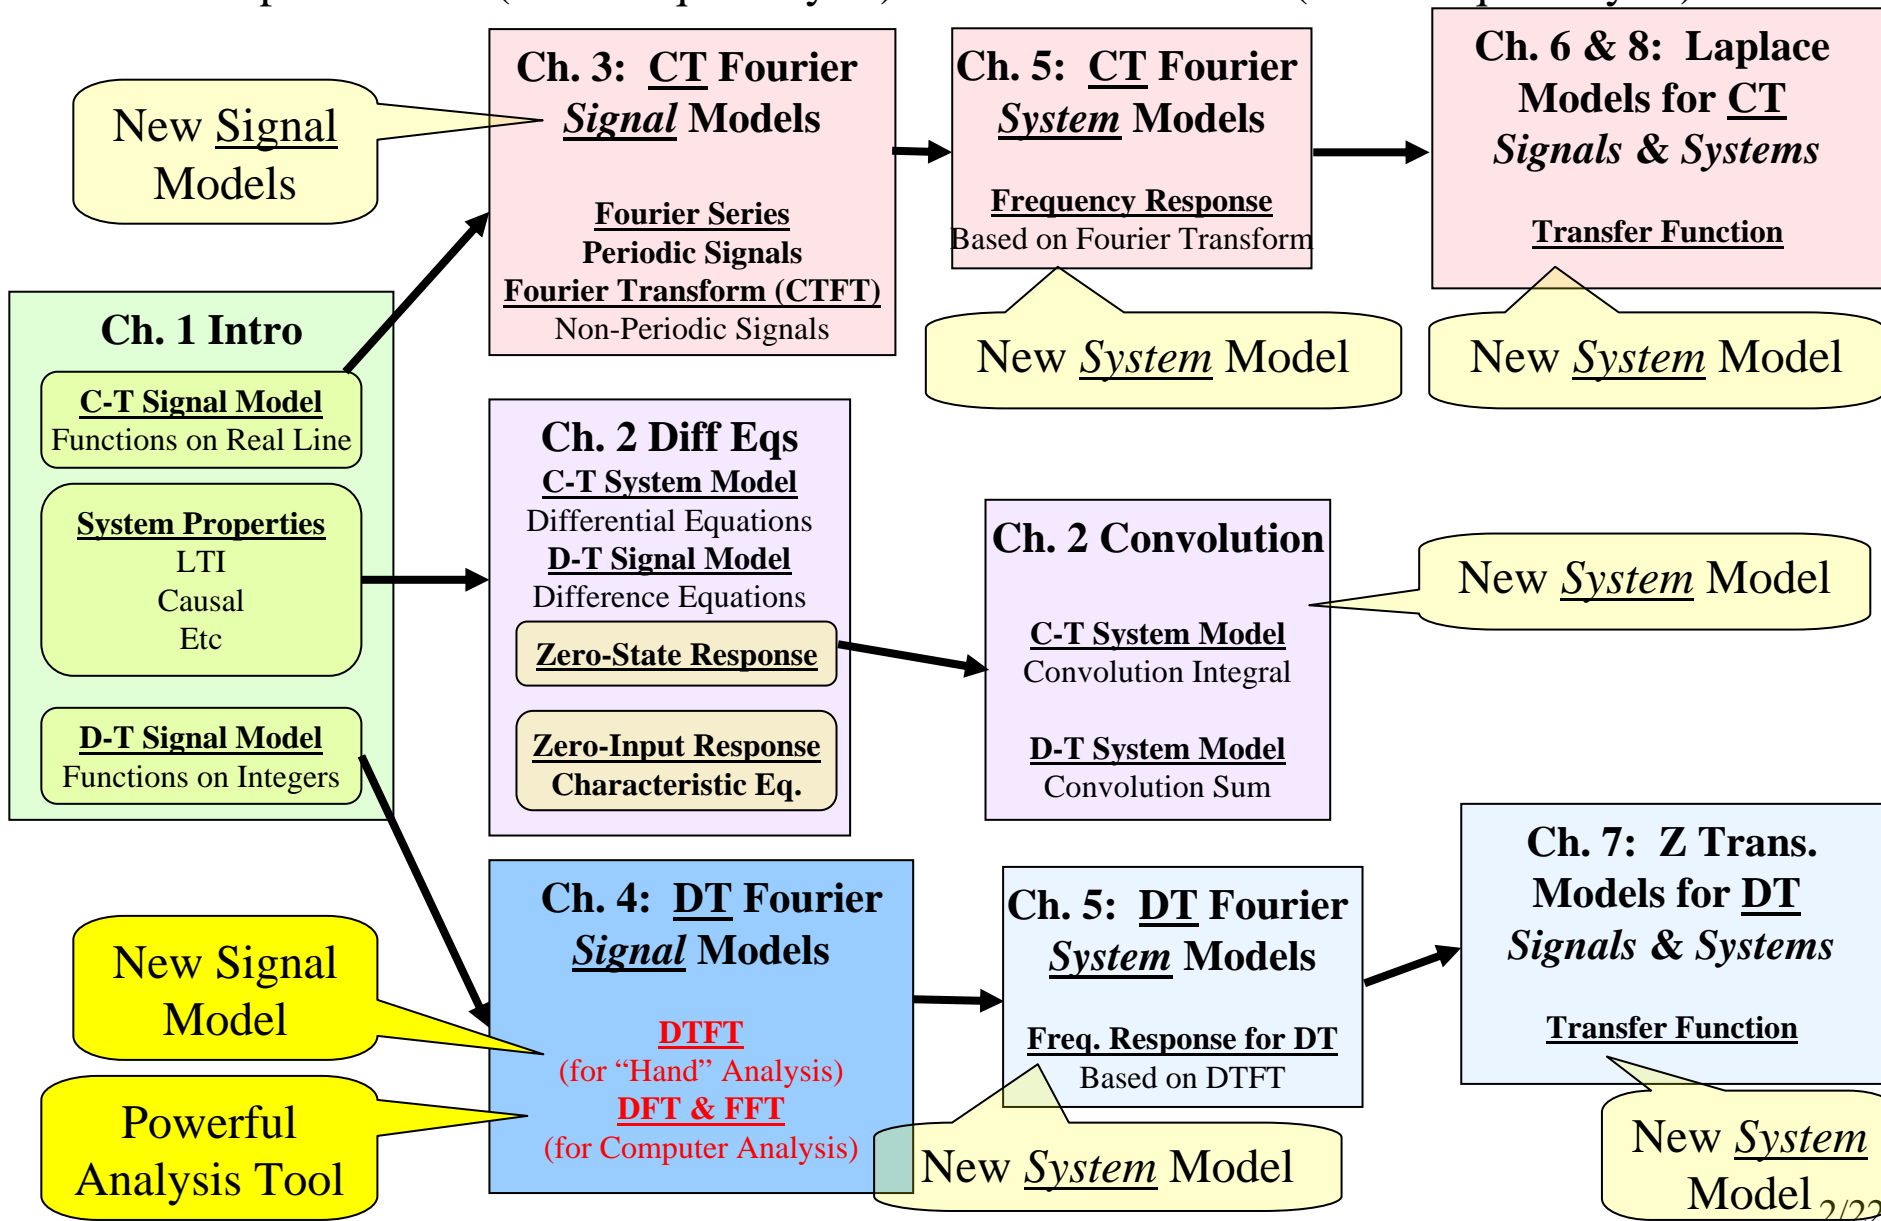 Ch. 3: CT Fourier
Signal Models
Fourier Series
Periodic Signals
Fourier Transform (CTFT)
Non-Periodic Signals
New Signal
Models
Ch. 5: CT Fourier
System Models
Frequency Response
Based on Fourier Transform
New System Model
Ch. 6 & 8: Laplace
Models for CT
Signals & Systems
Transfer Function
New System Model
Ch. 1 Intro
C-T Signal Model
Functions on Real Line
System Properties
LTI
Causal
Etc
D-T Signal Model
Functions on Integers
Ch. 2 Diff Eqs
C-T System Model
Differential Equations
D-T Signal Model
Difference Equations
Zero-State Response
Zero-Input Response
Characteristic Eq.
Ch. 2 Convolution
C-T System Model
Convolution Integral
D-T System Model
Convolution Sum
New System Model
Ch. 4: DT Fourier
Signal Models
DTFT
(for “Hand” Analysis)
DFT & FFT
(for Computer Analysis)
New Signal
Model
Powerful
Analysis Tool
Ch. 5: DT Fourier
System Models
Freq. Response for DT
Based on DTFT
New System Model
Ch. 7: Z Trans.
Models for DT
Signals & Systems
Transfer Function
New System
Model
2/22